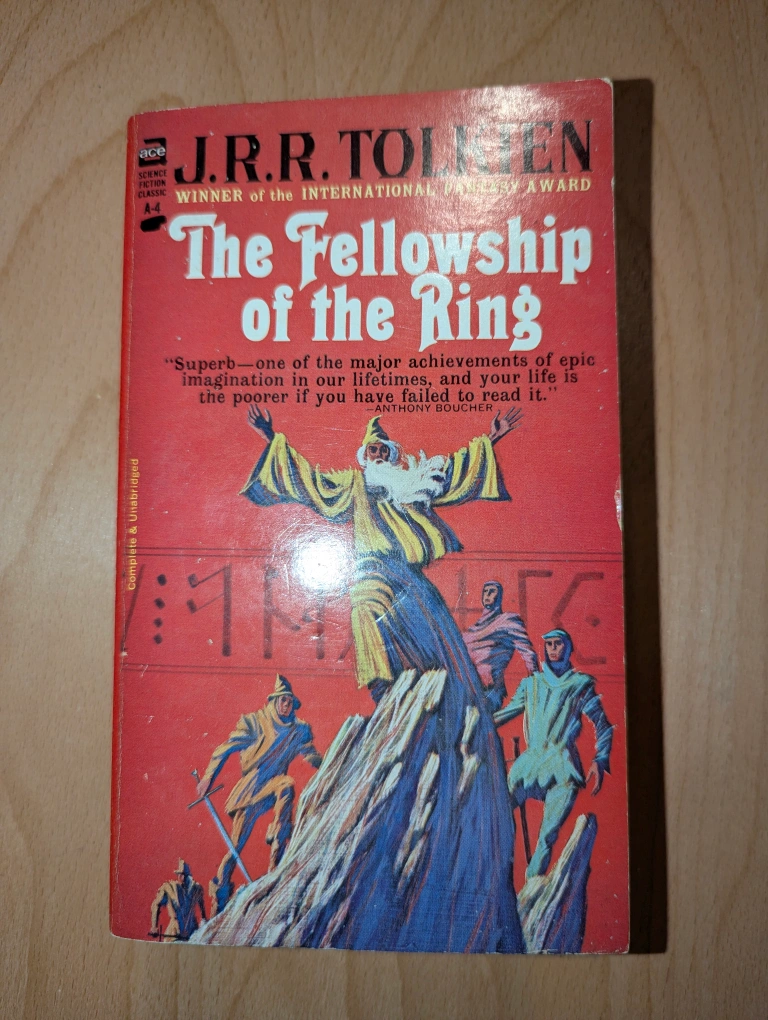 ace
SCIENCE
FICTION
CLASSIC
A-4
J.R.R. TOLKIEN
WINNER of the INTERNATIONAL FANTASY AWARD
The Fellowship
of the Ring
“Superb—one of the major achievements of epic
imagination in our lifetimes, and your life is
the poorer if you have failed to read it.”
—ANTHONY BOUCHER
Complete & Unabridged